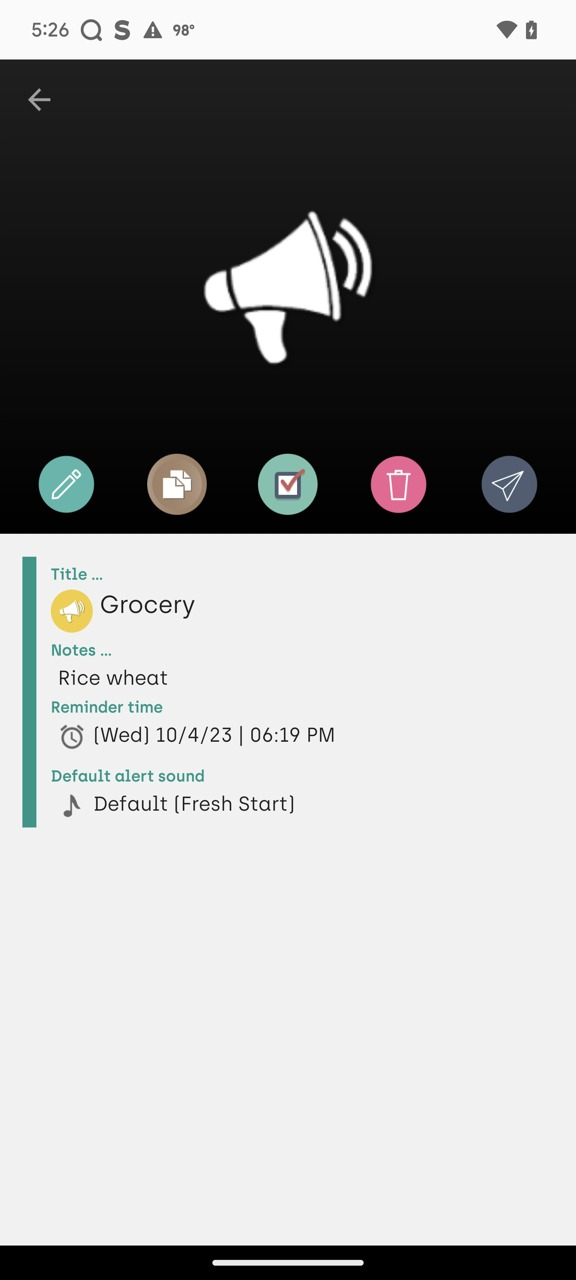 5:26 S 98°
Title ...
Grocery
Notes ...
Rice wheat
Reminder time
(Wed) 10/4/23 | 06:19 PM
Default alert sound
Default (Fresh Start)